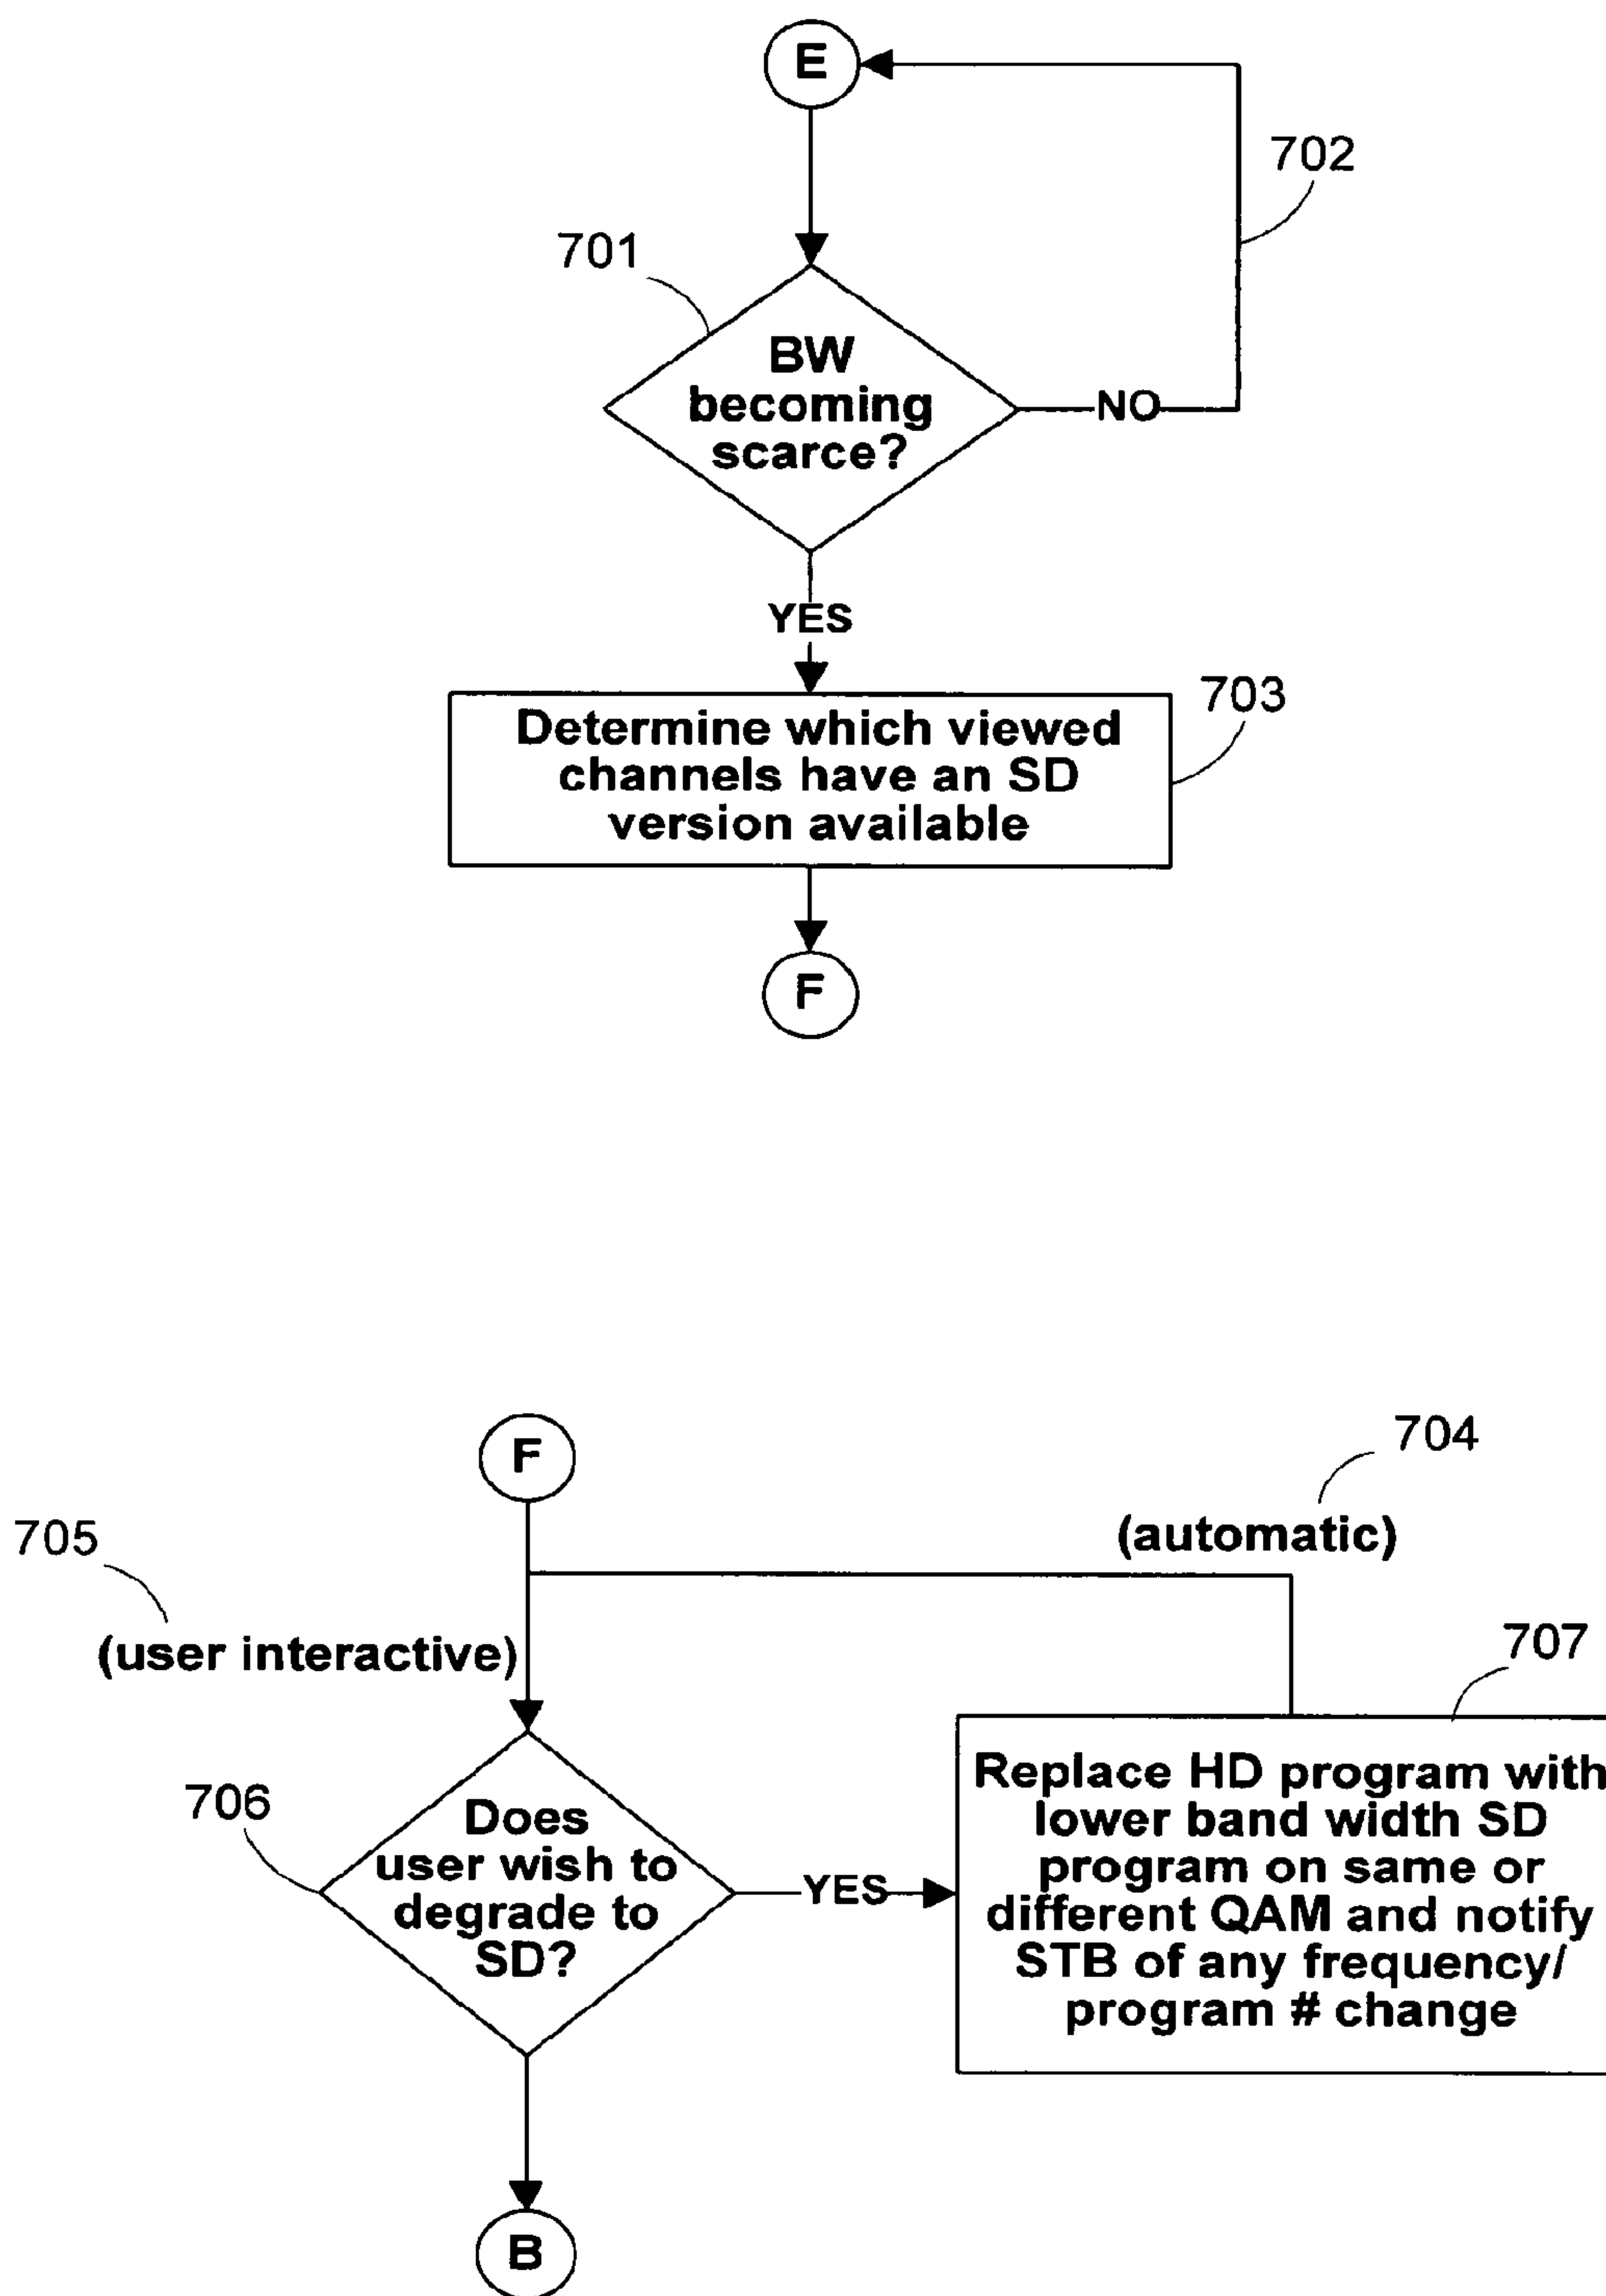 E
702
701
BW
becoming
scarce?
NO
YES
703
Determine which viewed
channels have an SD
version available
F
F
704
(automatic)
705
(user interactive)
707
706
Does
user wish to
degrade to
SD?
YES
Replace HD program with
lower band width SD
program on same or
different QAM and notify
STB of any frequency/
program # change
B